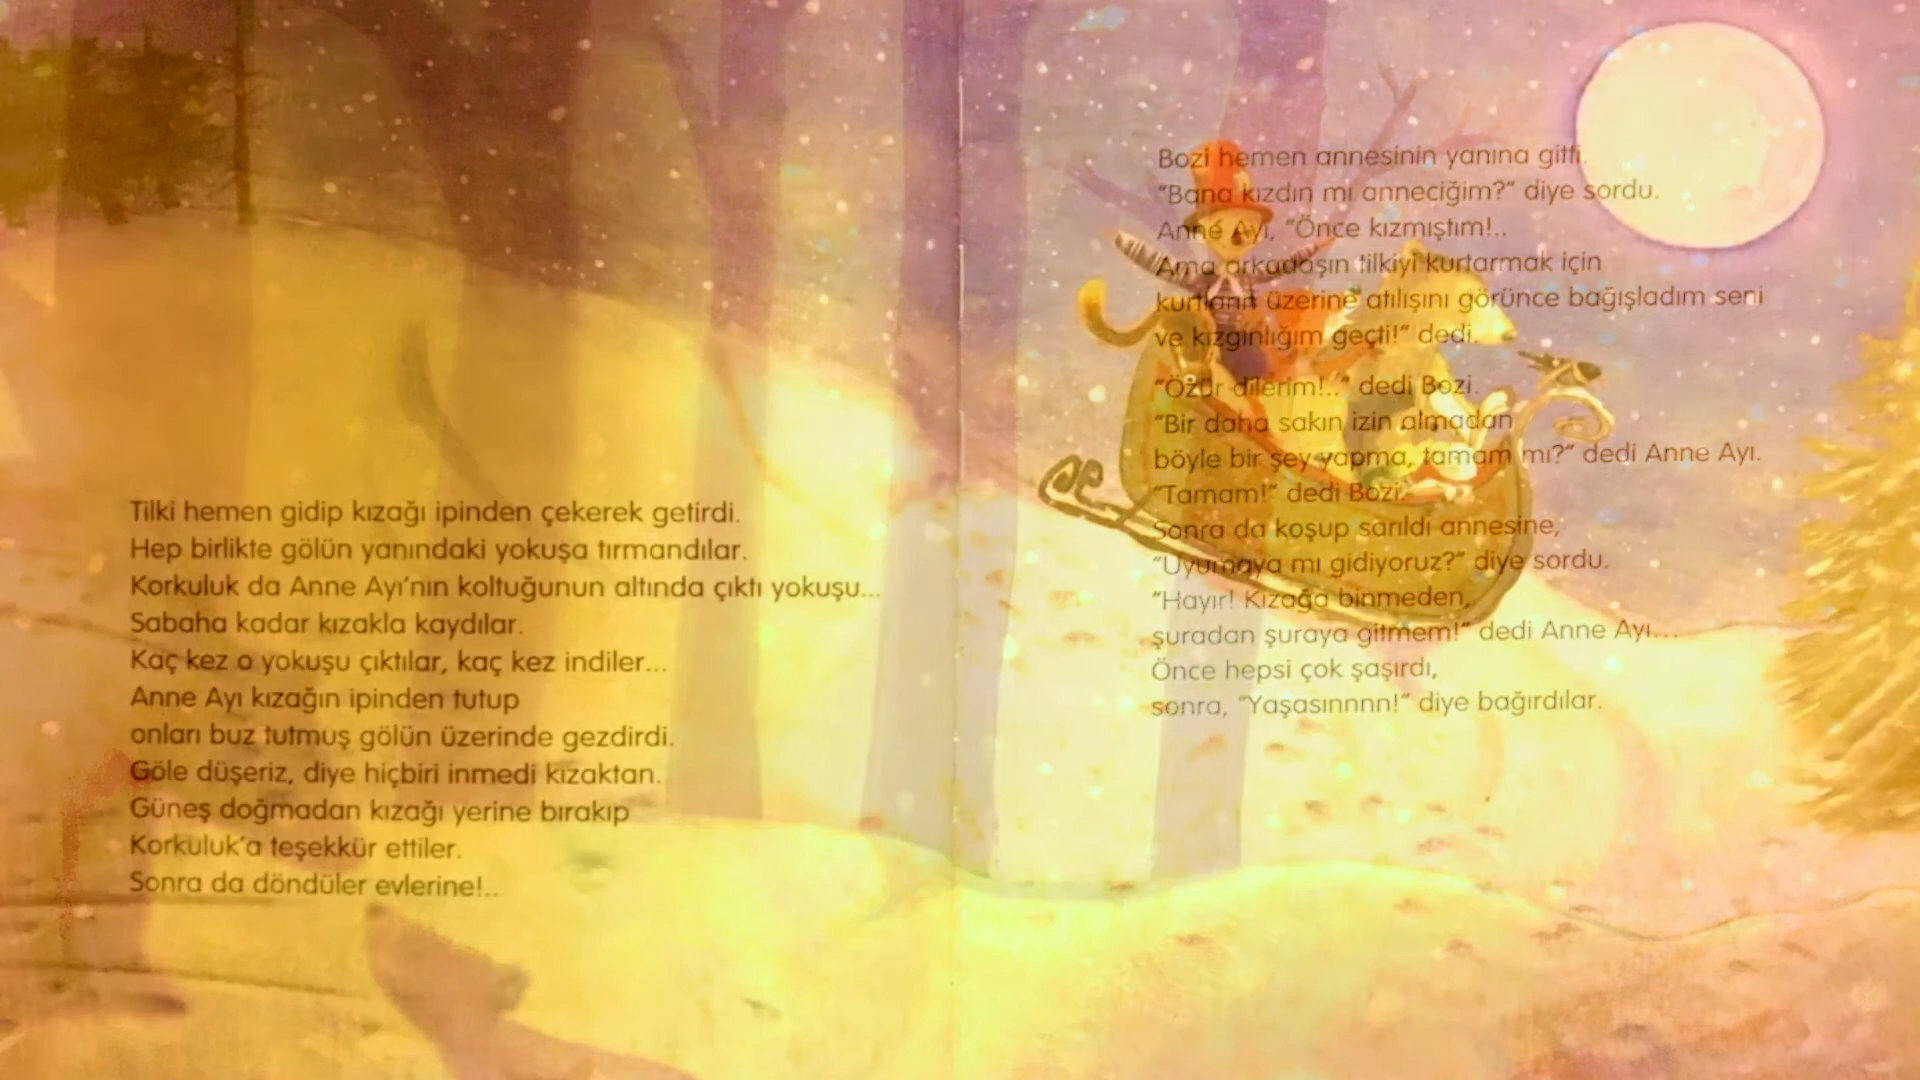 Tilki hemen gidip kızağı ipinden çekerek getirdi.
Hep birlikte gölün yanındaki yokuşa tırmandılar.
Korkuluk da Anne Ayı'nın koltuğunun altında çıktı yokuşu...
Sabaha kadar kızakla kaydılar.
Kaç kez o yokuşu çıktılar, kaç kez indiler...
Anne Ayı kızağın ipinden tutup
onları buz tutmuş gölün üzerinde gezdirdi.
Göle düşeriz, diye hiçbiri inmedi kızaktan.
Güneş doğmadan kızağı yerine bırakıp
Korkuluk'a teşekkür ettiler.
Sonra da döndüler evlerine!..
Bozi hemen annesinin yanına gitti.
"Bana kızdın mı anneciğim?" diye sordu.
Anne Ayı, "Önce kızmıştım!..
Ama arkadaşın tilkiyi kurtarmak için
kurtların üzerine atılışını görünce bağışladım seni
ve kızgınlığım geçti!" dedi.
"Özür dilerim!.." dedi Bozi.
"Bir daha sakın izin almadan
böyle bir şey yapma, tamam mı?" dedi Anne Ayı.
"Tamam!" dedi Bozi.
Sonra da koşup sarıldı annesine,
"Uyumaya mı gidiyoruz?" diye sordu.
"Hayır! Kızağa binmeden,
şuradan şuraya gitmem!" dedi Anne Ayı...
Önce hepsi çok şaşırdı,
sonra, "Yaşasınnnn!" diye bağırdılar.